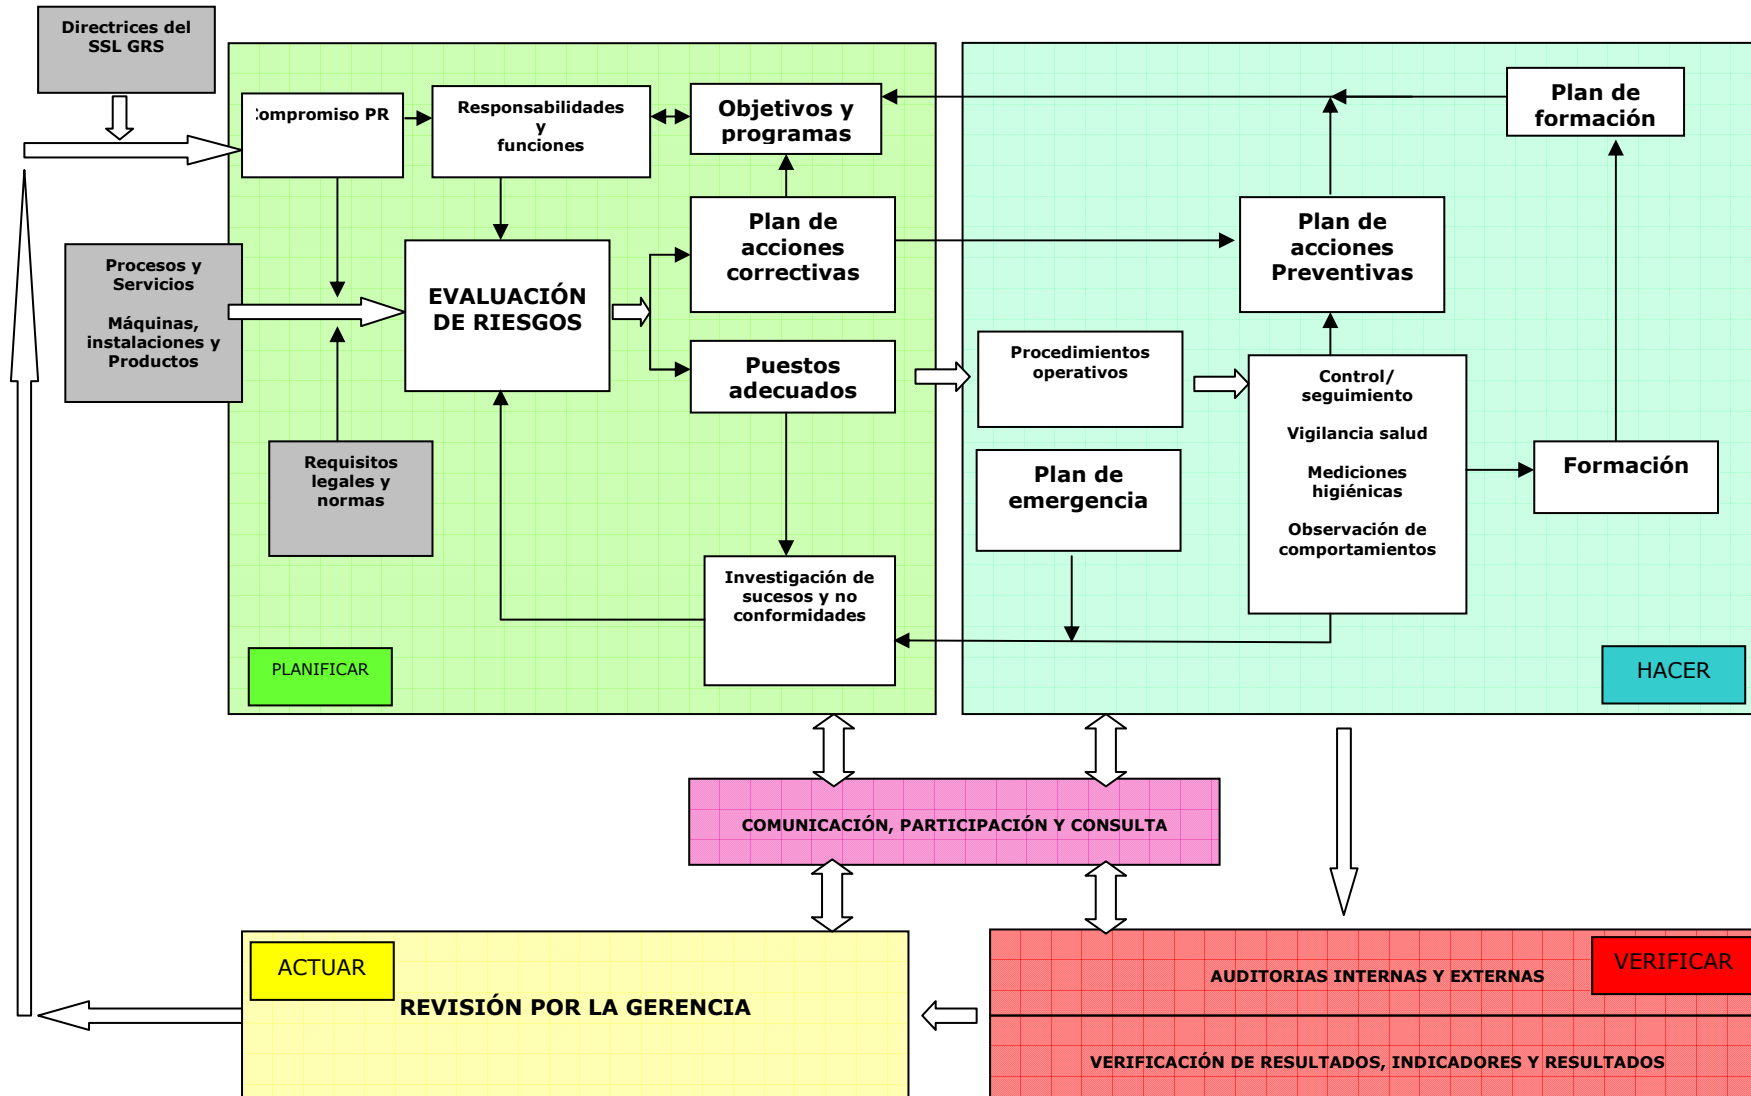 Directrices del
SSL GRS
:ompromiso PR
Responsabilidades
y
funciones
Objetivos y
programas
Plan de
formación
Procesos y
Servicios
Máquinas,
instalaciones y
Productos
EVALUACIÓN
DE RIESGOS
Plan de
acciones
correctivas
Plan de
acciones
Preventivas
Puestos
adecuados
Procedimientos
operativos
Control/
seguimiento
Vigilancia salud
Mediciones
higiénicas
Observación de
comportamientos
Requisitos
legales y
normas
Plan de
emergencia
Formación
Investigación de
sucesos y no
conformidades
PLANIFICAR
HACER
COMUNICACIÓN, PARTICIPACIÓN Y CONSULTA
ACTUAR
REVISIÓN POR LA GERENCIA
VERIFICAR
AUDITORIAS INTERNAS Y EXTERNAS
VERIFICACIÓN DE RESULTADOS, INDICADORES Y RESULTADOS